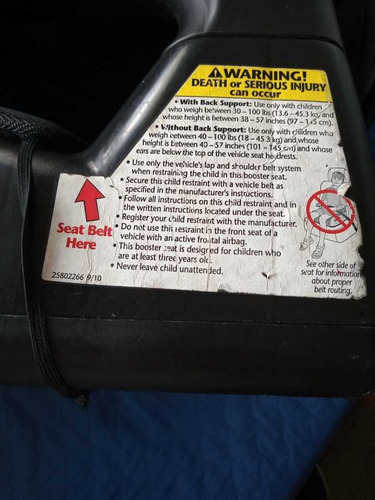 WARNING!
DEATH or SERIOUS INJURY
can occur
• With Back Support: Use only with children
who weigh between 30 – 100 lbs (13.6 – 45.3 kg) and
whose height is between 38 – 57 inches (97 – 145 cm).
• Without Back Support: Use only with children who
weigh between 40 – 100 lbs (18 – 45.3 kg) and whose
height is between 40 – 57 inches (101 – 145 cm) and whose
ears are below the top of the vehicle seat headrests.
• Use only the vehicle's lap and shoulder belt system
when restraining the child in this booster seat.
• Secure this child restraint with a vehicle belt as
specified in the manufacturer's instructions.
• Follow all instructions on this child restraint and in
the written instructions located under the seat.
• Register your child restraint with the manufacturer.
• Do not use this restraint in the front seat of a
vehicle with an active frontal airbag.
• This booster seat is designed for children who
are at least three years old.
• Never leave child unattended.
Seat Belt
Here
25802266 9/10
See other side of
seat for information
about proper
belt routing.